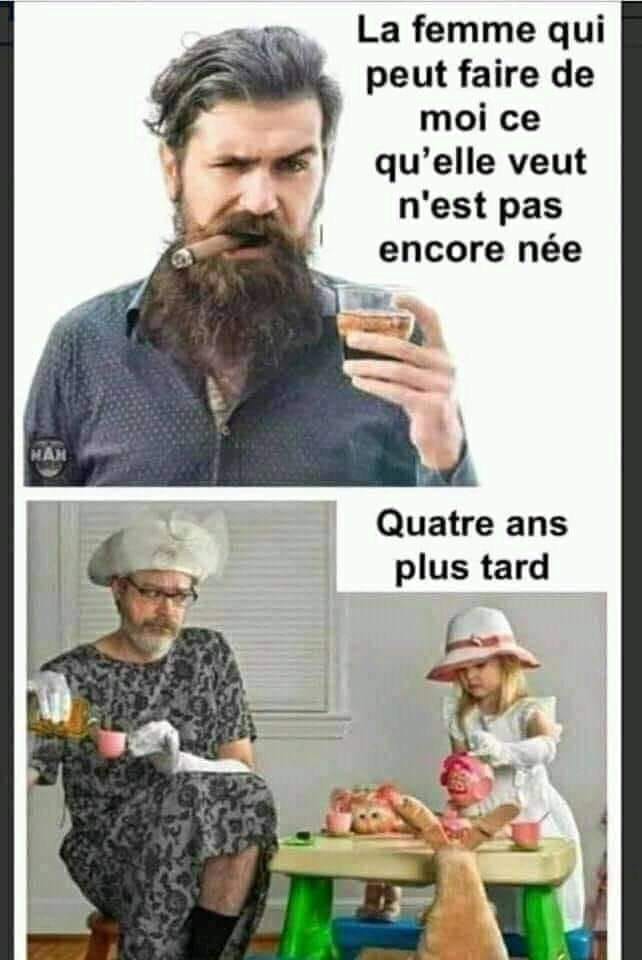 La femme qui
peut faire de
moi ce
qu’elle veut
n'est pas
encore née
MAN
Quatre ans
plus tard